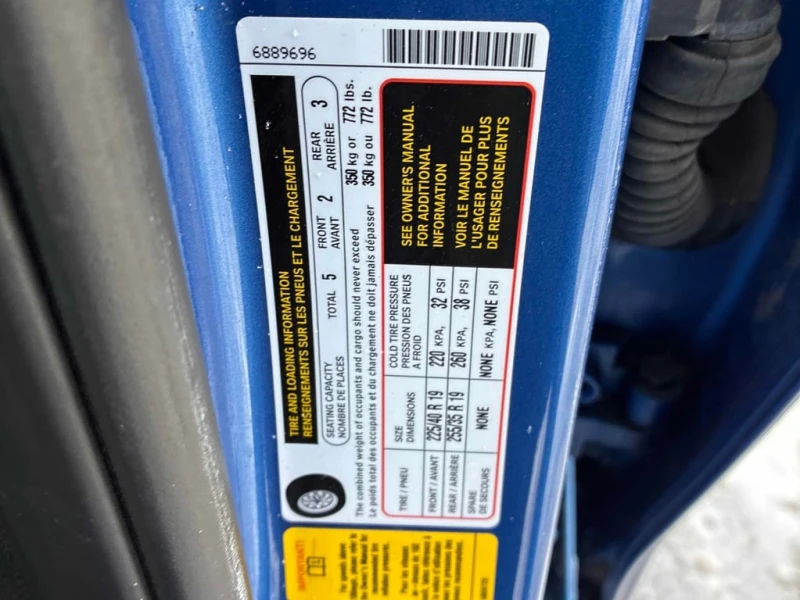 6889696
TIRE AND LOADING INFORMATION
RENSEIGNEMENTS SUR LES PNEUS ET LE CHARGEMENT
SEATING CAPACITY
NOMBRE DE PLACES
TOTAL 5
FRONT
AVANT
2
REAR
ARRIÈRE
3
The combined weight of occupants and cargo should never exceed 350 kg or 772 lbs.
Le poids total des occupants et du chargement ne doit jamais dépasser 350 kg ou 772 lb.
TIRE / PNEU
SIZE
DIMENSIONS
COLD TIRE PRESSURE
PRESSION DES PNEUS
A FROID
FRONT / AVANT 225/40 R 19 220 KPA, 32 PSI
REAR / ARRIÈRE 255/35 R 19 260 KPA, 38 PSI
SPARE
DE SECOURS
NONE NONE KPA, NONE PSI
SEE OWNER'S MANUAL
FOR ADDITIONAL
INFORMATION
VOIR LE MANUEL DE
L'USAGER POUR PLUS
DE RENSEIGNEMENTS
IMPORTANT!